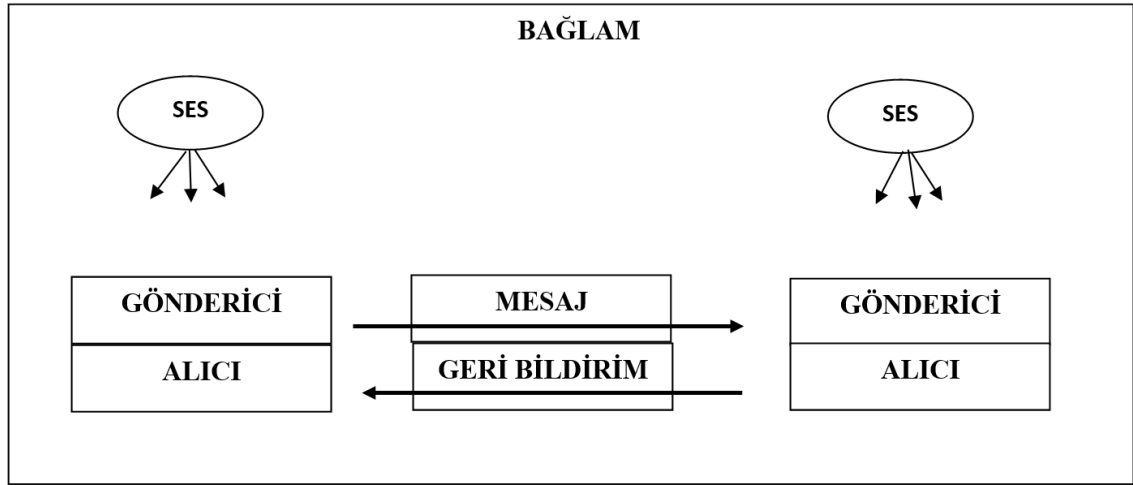 BAĞLAM
SES
SES
GÖNDERİCİ
MESAJ
GÖNDERİCİ
ALICI
GERİ BİLDİRİM
ALICI